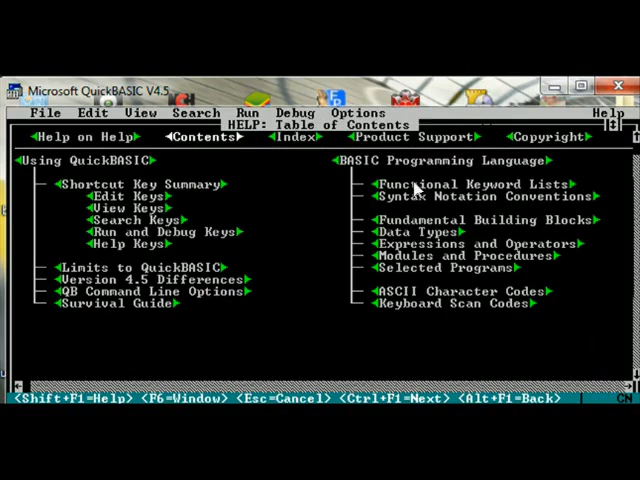 Microsoft QuickBASIC V4.5
File Edit View Search Run Debug Options Help
HELP: Table of Contents
◄Help on Help► ◄Contents► ◄Index► ◄Product Support► ◄Copyright►
◄Using QuickBASIC►
◄Shortcut Key Summary►
◄Edit Keys►
◄View Keys►
◄Search Keys►
◄Run and Debug Keys►
◄Help Keys►
◄Limits to QuickBASIC►
◄Version 4.5 Differences►
◄QB Command Line Options►
◄Survival Guide►
◄BASIC Programming Language►
◄Functional Keyword Lists►
◄Syntax Notation Conventions►
◄Fundamental Building Blocks►
◄Data Types►
◄Expressions and Operators►
◄Modules and Procedures►
◄Selected Programs►
◄ASCII Character Codes►
◄Keyboard Scan Codes►
<Shift+F1=Help> <F6=Window> <Esc=Cancel> <Ctrl+F1=Next> <Alt+F1=Back> CN